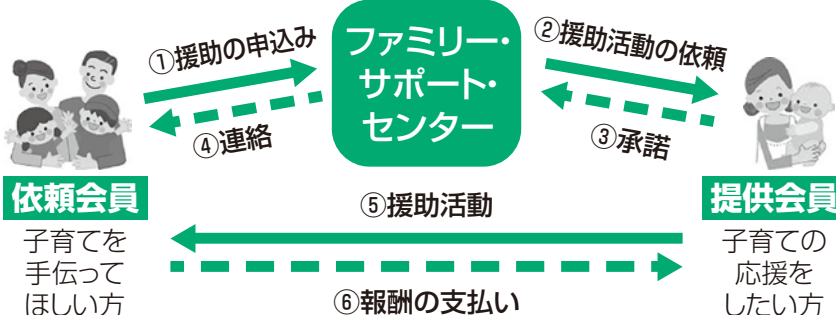 ①援助の申込み
ファミリー・
サポート・
センター
②援助活動の依頼
④連絡
③承諾
依頼会員
子育てを
手伝って
ほしい方
⑤援助活動
⑥報酬の支払い
提供会員
子育ての
応援を
したい方